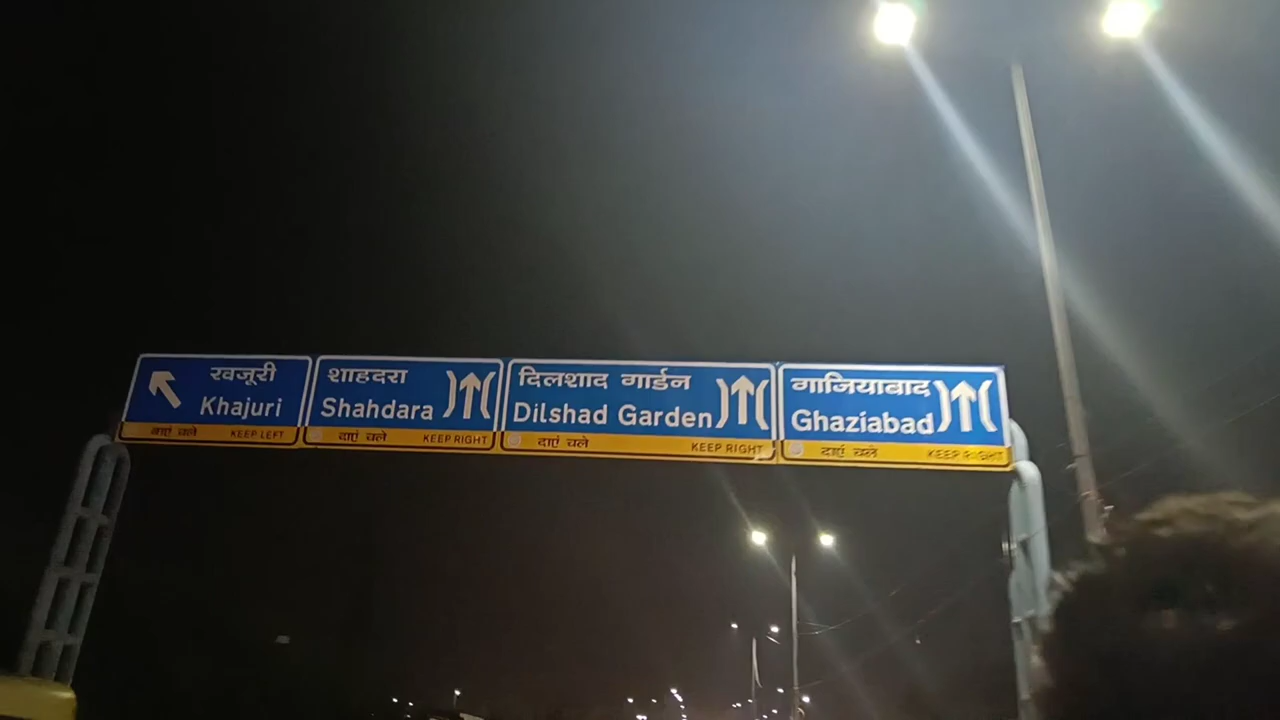 खजूरी
Khajuri
बाएं चले KEEP LEFT
शाहदरा
Shahdara
दाएं चले KEEP RIGHT
दिलशाद गार्डन
Dilshad Garden
दाएं चले KEEP RIGHT
गाजियाबाद
Ghaziabad
दाएं चले KEEP RIGHT